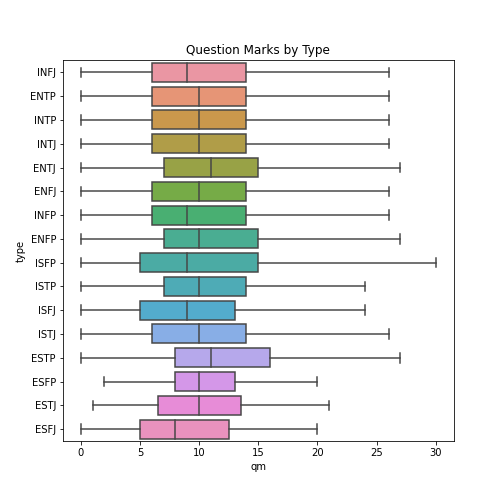 Question Marks by Type
INFJ
ENTP
INTP
INTJ
ENTJ
ENFJ
INFP
ENFP
ISFP
ISTP
ISFJ
ISTJ
ESTP
ESFP
ESTJ
ESFJ
type
0 5 10 15 20 25 30
qm